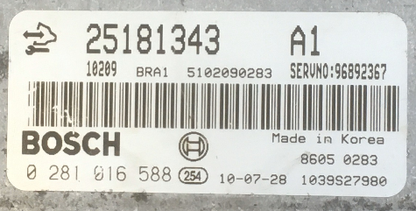 25181343 A1
10209 BRA1 5102090283 SERVNO:96892367
BOSCH Made in Korea
8605 0283
0 281 016 588 254 10-07-28 1039S27980